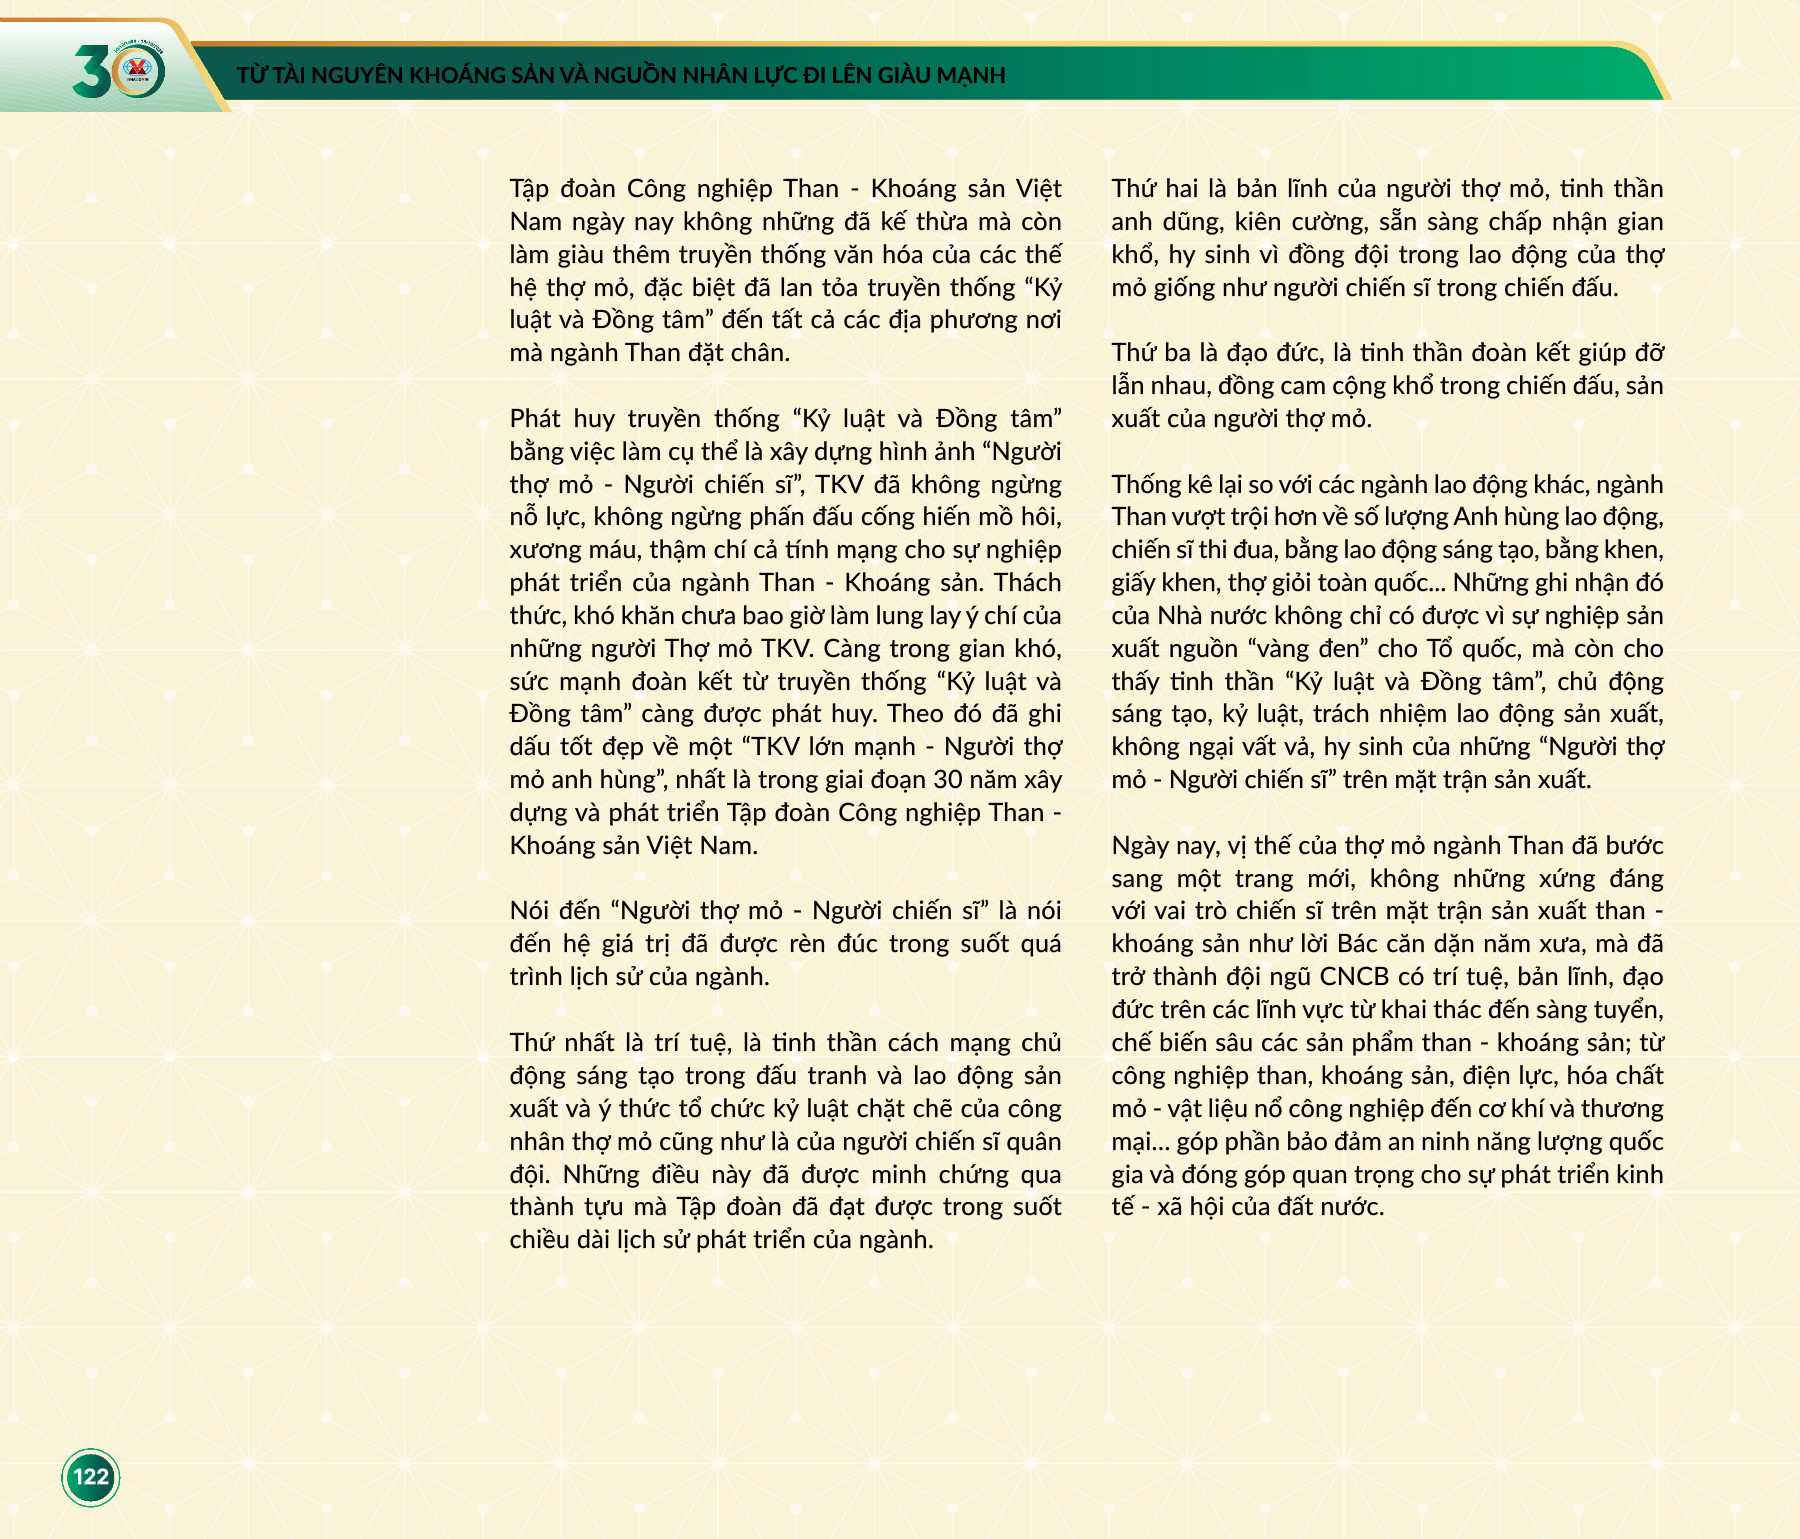 30
TỪ TÀI NGUYÊN KHOÁNG SẢN VÀ NGUỒN NHÂN LỰC ĐI LÊN GIÀU MẠNH
Tập đoàn Công nghiệp Than - Khoáng sản Việt
Nam ngày nay không những đã kế thừa mà còn
làm giàu thêm truyền thống văn hóa của các thế
hệ thợ mỏ, đặc biệt đã lan tỏa truyền thống “Kỷ
luật và Đồng tâm” đến tất cả các địa phương nơi
mà ngành Than đặt chân.
Phát huy truyền thống “Kỷ luật và Đồng tâm”
bằng việc làm cụ thể là xây dựng hình ảnh “Người
thợ mỏ - Người chiến sĩ”, TKV đã không ngừng
nỗ lực, không ngừng phấn đấu cống hiến mồ hôi,
xương máu, thậm chí cả tính mạng cho sự nghiệp
phát triển của ngành Than - Khoáng sản. Thách
thức, khó khăn chưa bao giờ làm lung lay ý chí của
những người Thợ mỏ TKV. Càng trong gian khó,
sức mạnh đoàn kết từ truyền thống “Kỷ luật và
Đồng tâm” càng được phát huy. Theo đó đã ghi
dấu tốt đẹp về một “TKV lớn mạnh - Người thợ
mỏ anh hùng”, nhất là trong giai đoạn 30 năm xây
dựng và phát triển Tập đoàn Công nghiệp Than -
Khoáng sản Việt Nam.
Nói đến “Người thợ mỏ - Người chiến sĩ” là nói
đến hệ giá trị đã được rèn đúc trong suốt quá
trình lịch sử của ngành.
Thứ nhất là trí tuệ, là tinh thần cách mạng chủ
động sáng tạo trong đấu tranh và lao động sản
xuất và ý thức tổ chức kỷ luật chặt chẽ của công
nhân thợ mỏ cũng như là của người chiến sĩ quân
đội. Những điều này đã được minh chứng qua
thành tựu mà Tập đoàn đã đạt được trong suốt
chiều dài lịch sử phát triển của ngành.
Thứ hai là bản lĩnh của người thợ mỏ, tinh thần
anh dũng, kiên cường, sẵn sàng chấp nhận gian
khổ, hy sinh vì đồng đội trong lao động của thợ
mỏ giống như người chiến sĩ trong chiến đấu.
Thứ ba là đạo đức, là tinh thần đoàn kết giúp đỡ
lẫn nhau, đồng cam cộng khổ trong chiến đấu, sản
xuất của người thợ mỏ.
Thống kê lại so với các ngành lao động khác, ngành
Than vượt trội hơn về số lượng Anh hùng lao động,
chiến sĩ thi đua, bằng lao động sáng tạo, bằng khen,
giấy khen, thợ giỏi toàn quốc... Những ghi nhận đó
của Nhà nước không chỉ có được vì sự nghiệp sản
xuất nguồn “vàng đen” cho Tổ quốc, mà còn cho
thấy tinh thần “Kỷ luật và Đồng tâm”, chủ động
sáng tạo, kỷ luật, trách nhiệm lao động sản xuất,
không ngại vất vả, hy sinh của những “Người thợ
mỏ - Người chiến sĩ” trên mặt trận sản xuất.
Ngày nay, vị thế của thợ mỏ ngành Than đã bước
sang một trang mới, không những xứng đáng
với vai trò chiến sĩ trên mặt trận sản xuất than -
khoáng sản như lời Bác căn dặn năm xưa, mà đã
trở thành đội ngũ CNCB có trí tuệ, bản lĩnh, đạo
đức trên các lĩnh vực từ khai thác đến sàng tuyển,
chế biến sâu các sản phẩm than - khoáng sản; từ
công nghiệp than, khoáng sản, điện lực, hóa chất
mỏ - vật liệu nổ công nghiệp đến cơ khí và thương
mại... góp phần bảo đảm an ninh năng lượng quốc
gia và đóng góp quan trọng cho sự phát triển kinh
tế - xã hội của đất nước.
122